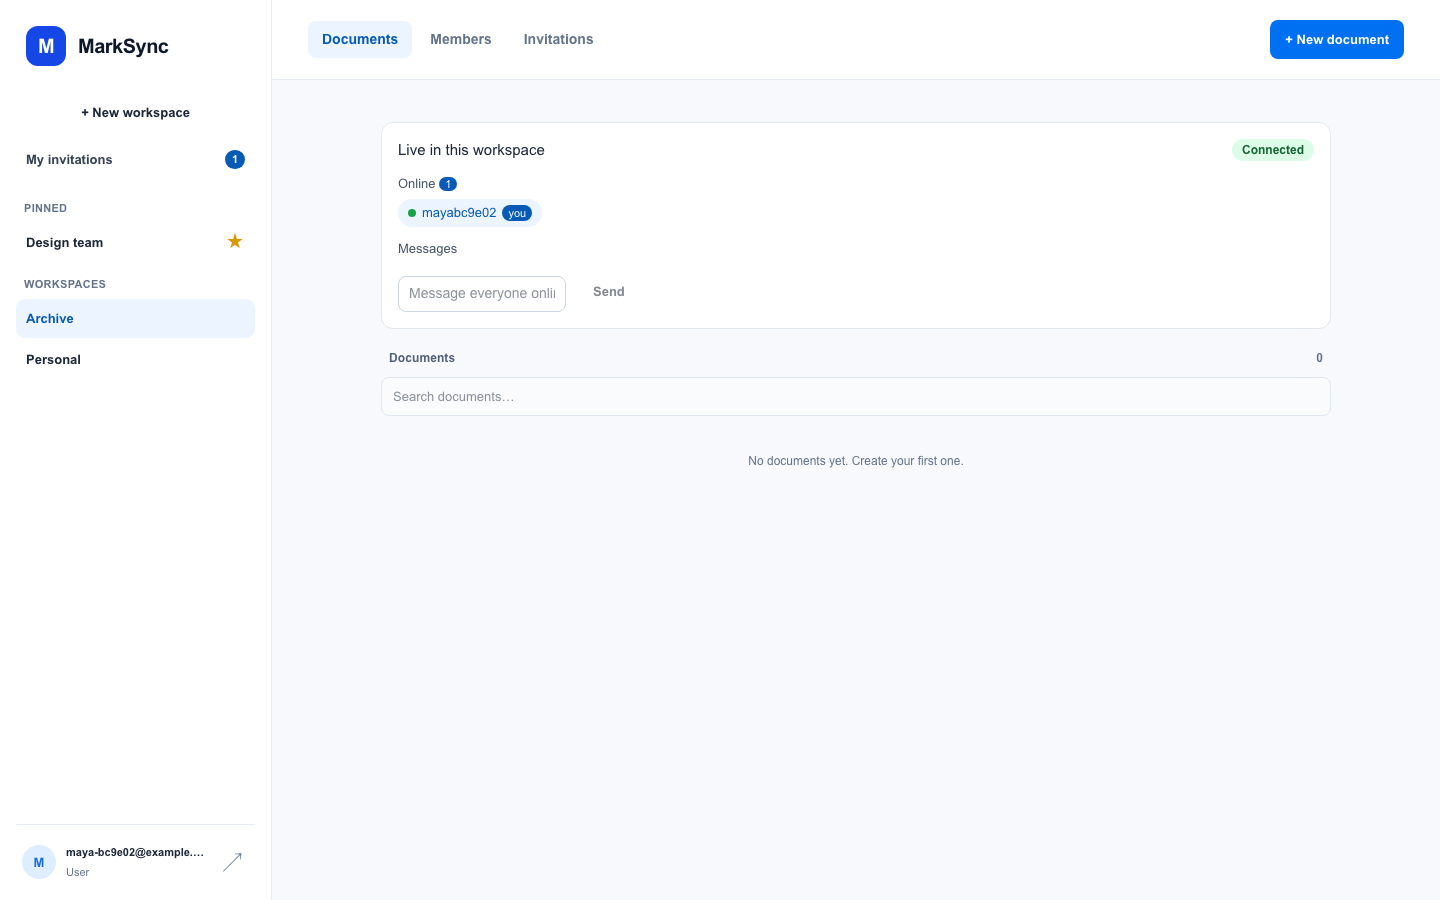 M
MarkSync
+ New workspace
My invitations 1
PINNED
Design team
WORKSPACES
Archive
Personal
M
maya-bc9e02@example....
User
Documents
Members
Invitations
+ New document
Live in this workspace
Connected
Online 1
mayabc9e02 you
Messages
Message everyone onli
Send
Documents
0
Search documents…
No documents yet. Create your first one.